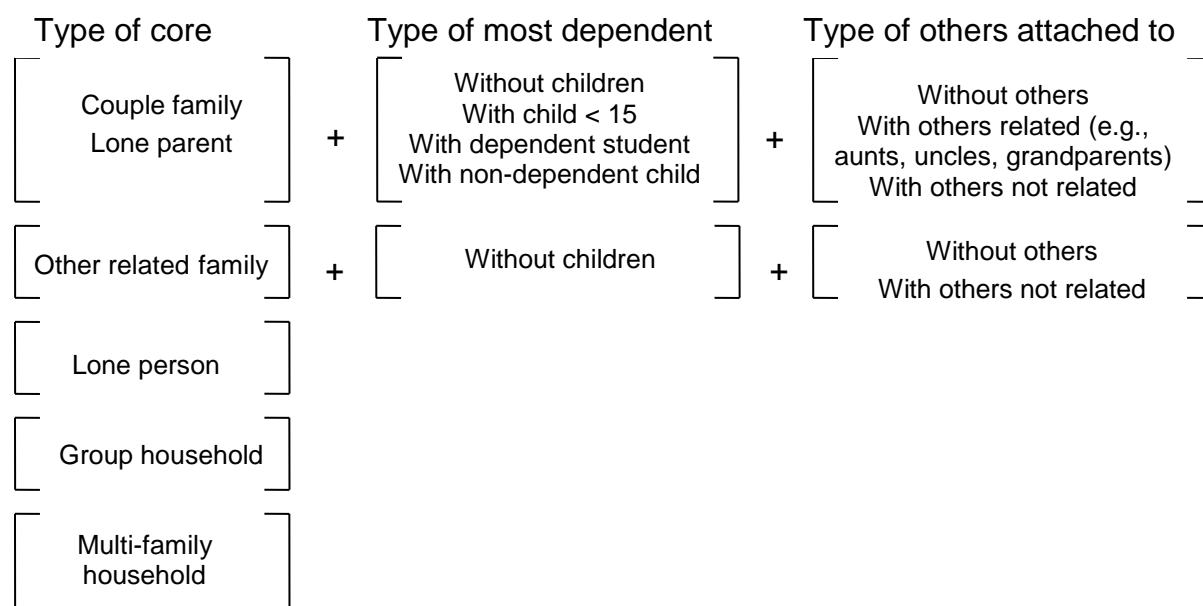 Type of core
Type of most dependent
Type of others attached to
Couple family
Lone parent
+
Without children
With child < 15
With dependent student
With non-dependent child
+
Without others
With others related (e.g.,
aunts, uncles, grandparents)
With others not related
Other related family
+
Without children
+
Without others
With others not related
Lone person
Group household
Multi-family
household